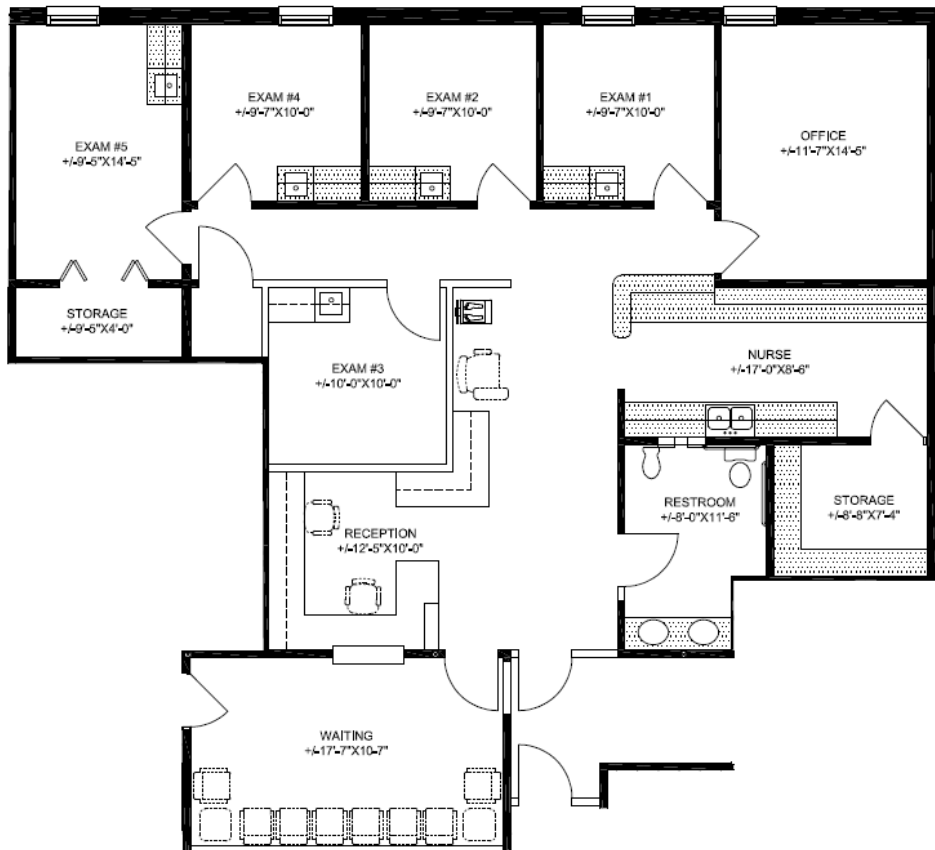 EXAM #4
+/-9'-7"X10'-0"
EXAM #2
+/-9'-7"X10'-0"
EXAM #1
+/-9'-7"X10'-0"
OFFICE
+/-11'-7"X14'-5"
EXAM #5
+/-9'-5"X14'-5"
STORAGE
+/-9'-5"X4'-0"
EXAM #3
+/-10'-0"X10'-0"
NURSE
+/-17'-0"X8'-6"
RESTROOM
+/-8'-0"X11'-6"
STORAGE
+/-8'-8"X7'-4"
RECEPTION
+/-12'-5"X10'-0"
WAITING
+/-17'-7"X10-7"